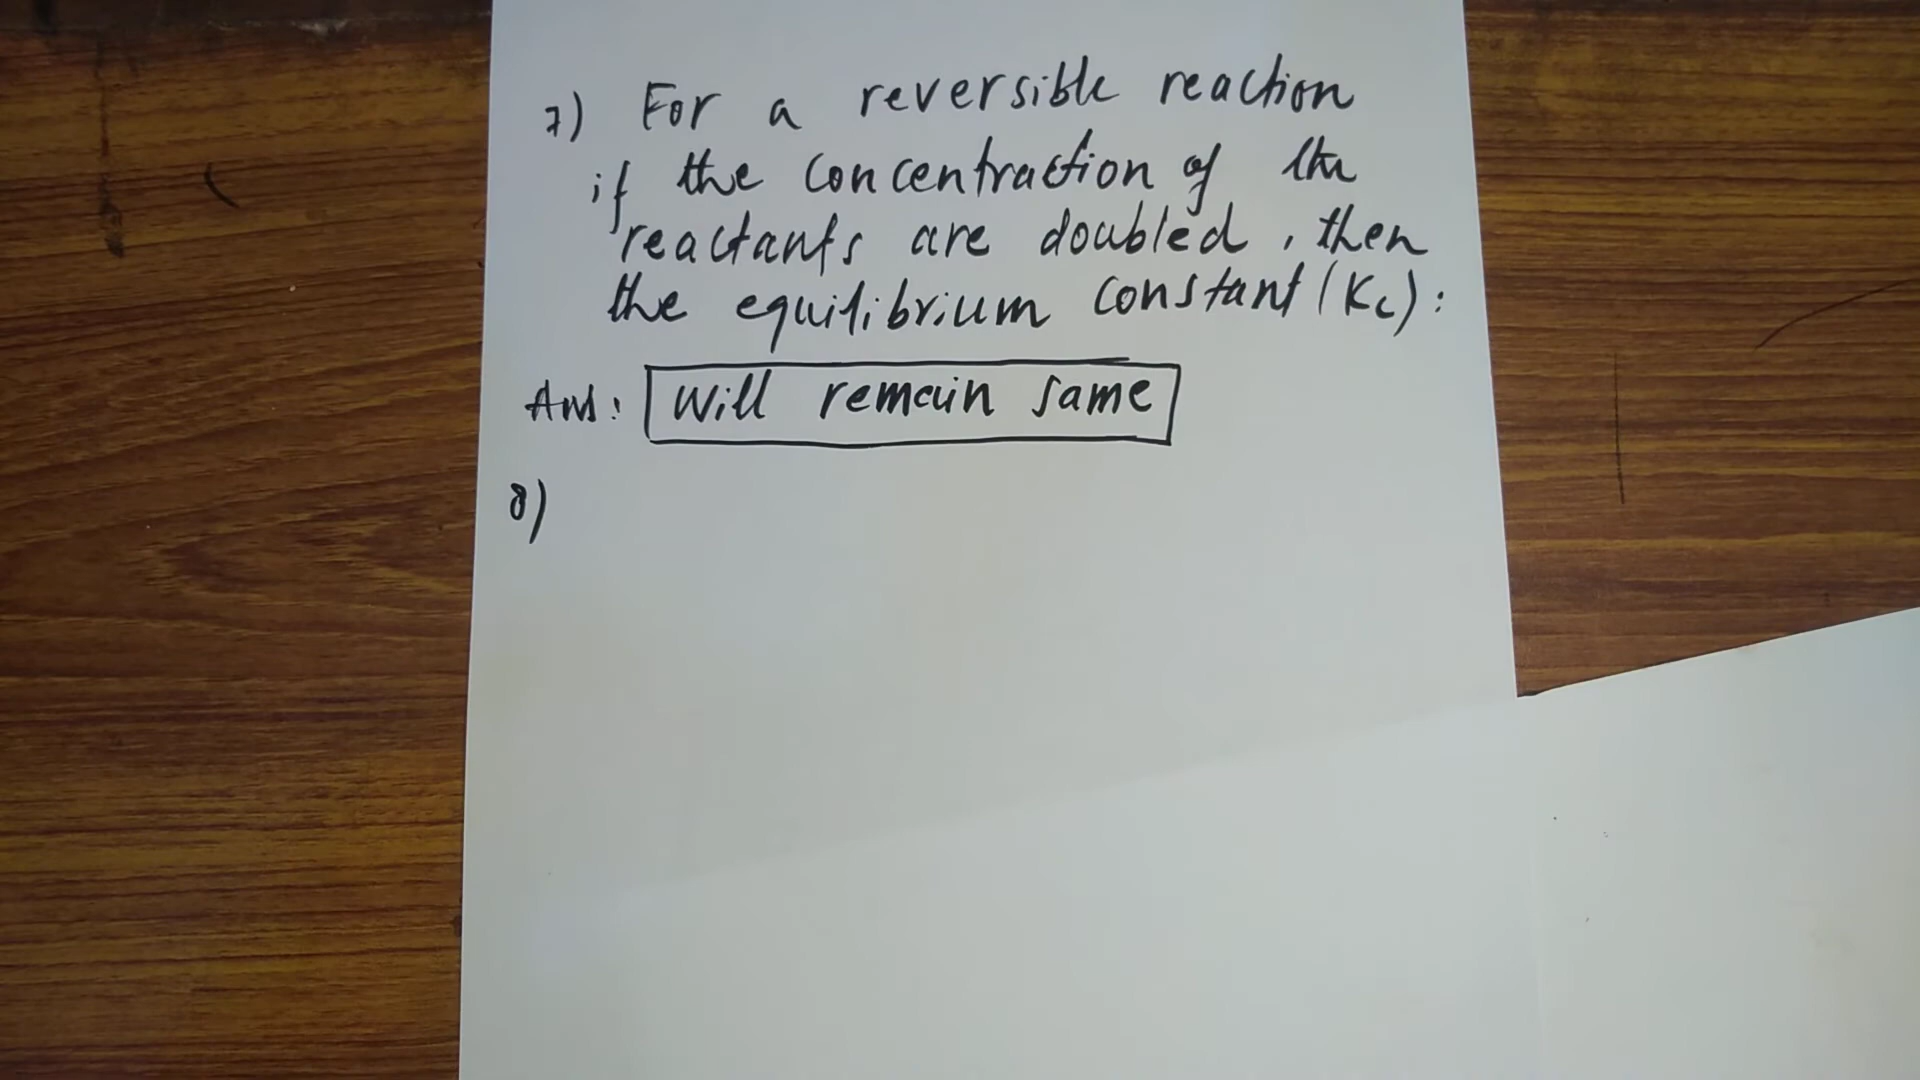 7) For a reversible reaction
if the concentration of the
reactants are doubled, then
the equilibrium constant (Kc):
Ans: Will remain same
8)